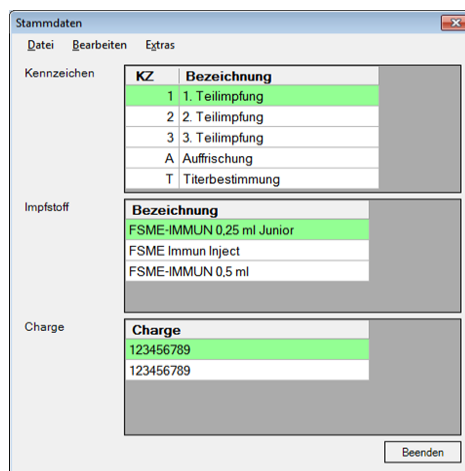 Stammdaten
Datei Bearbeiten Extras
Kennzeichen
KZ Bezeichnung
1 1. Teilimpfung
2 2. Teilimpfung
3 3. Teilimpfung
A Auffrischung
T Titerbestimmung
Impfstoff
Bezeichnung
FSME-IMMUN 0,25 ml Junior
FSME Immun Inject
FSME-IMMUN 0,5 ml
Charge
Charge
123456789
123456789
Beenden